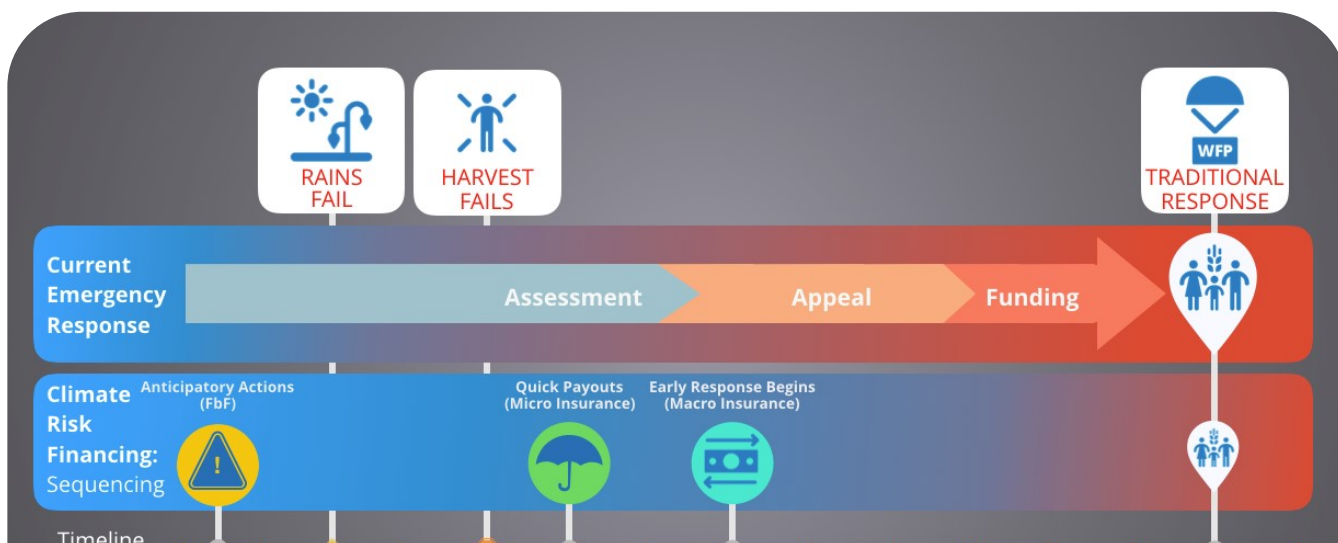 RAINS
FAIL
HARVEST
FAILS
WFP
TRADITIONAL
RESPONSE
Current
Emergency
Response
Assessment
Appeal
Funding
Climate
Risk
Financing:
Sequencing
Anticipatory Actions
(FbF)
!
Quick Payouts
(Micro Insurance)
Early Response Begins
(Macro Insurance)
Timeline